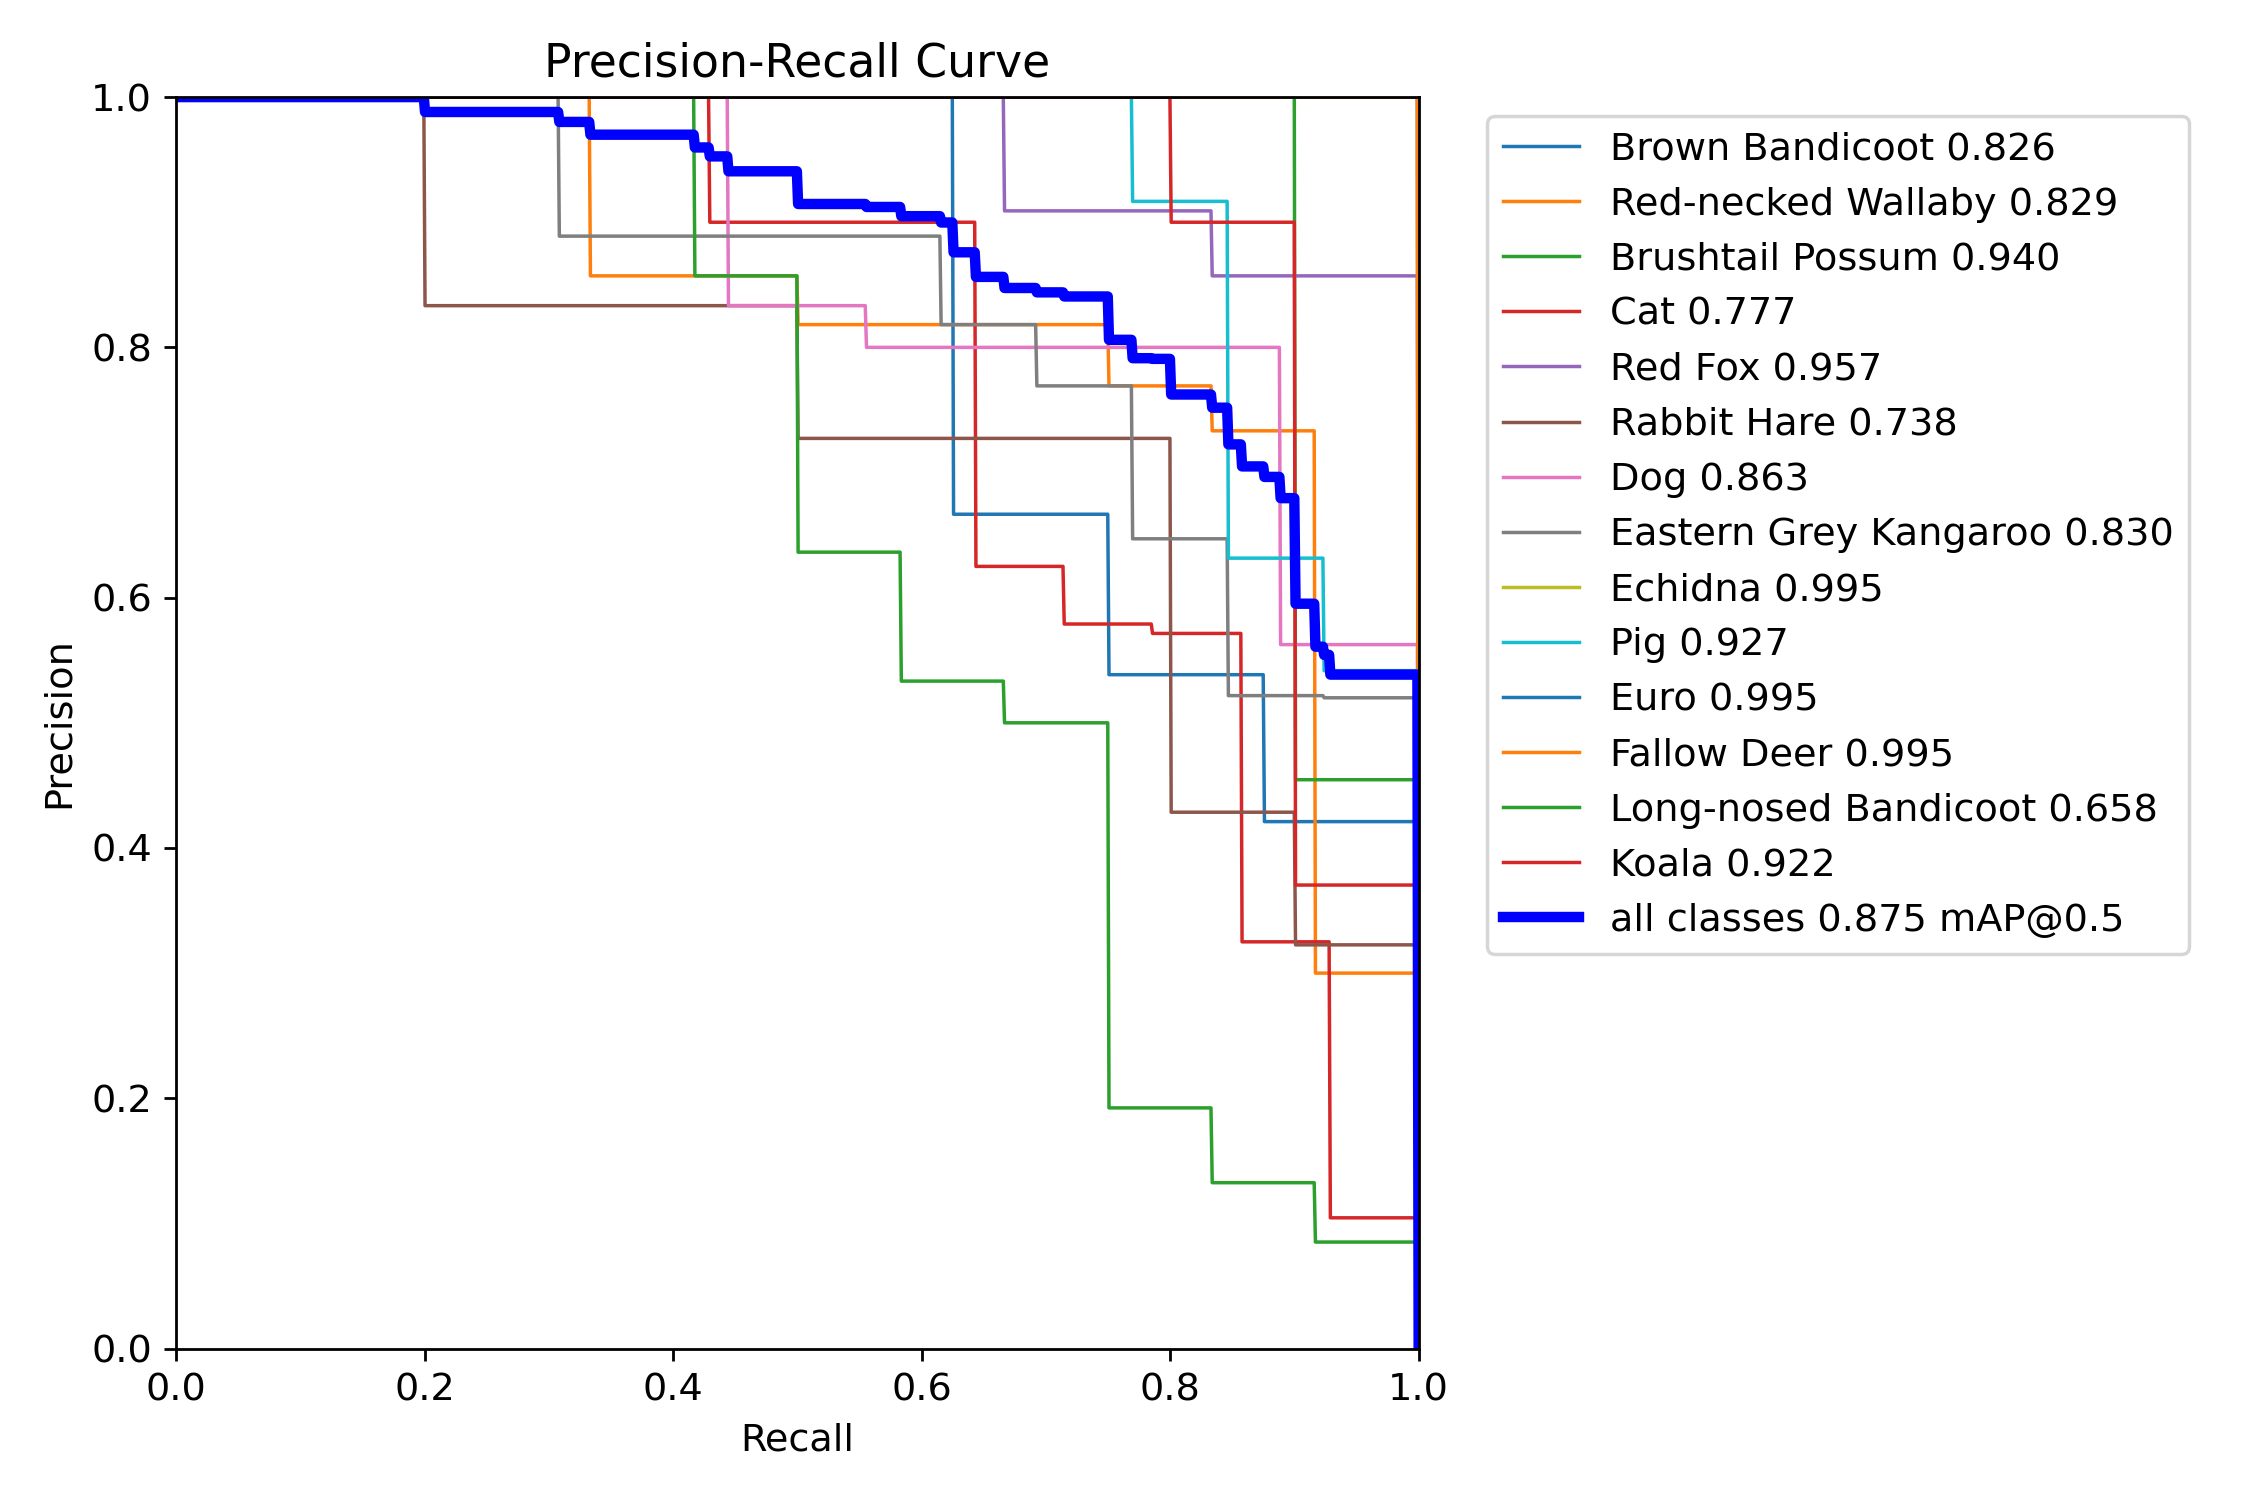 Precision-Recall Curve
1.0
0.8
0.6
0.4
0.2
0.0
Precision
0.0 0.2 0.4 0.6 0.8 1.0
Recall
Brown Bandicoot 0.826
Red-necked Wallaby 0.829
Brushtail Possum 0.940
Cat 0.777
Red Fox 0.957
Rabbit Hare 0.738
Dog 0.863
Eastern Grey Kangaroo 0.830
Echidna 0.995
Pig 0.927
Euro 0.995
Fallow Deer 0.995
Long-nosed Bandicoot 0.658
Koala 0.922
all classes 0.875 mAP@0.5